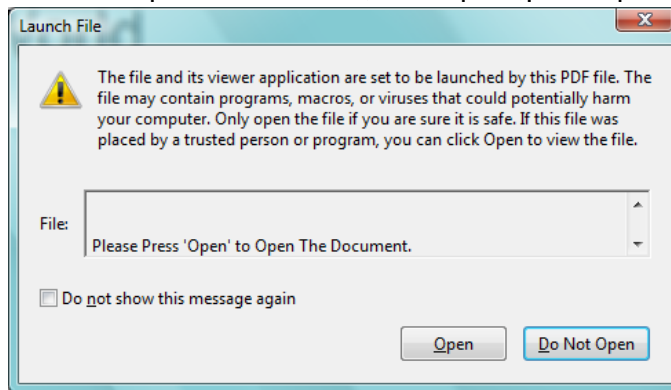 Launch File
The file and its viewer application are set to be launched by this PDF file. The
file may contain programs, macros, or viruses that could potentially harm
your computer. Only open the file if you are sure it is safe. If this file was
placed by a trusted person or program, you can click Open to view the file.
File:
Please Press 'Open' to Open The Document.
Do not show this message again
Open
Do Not Open